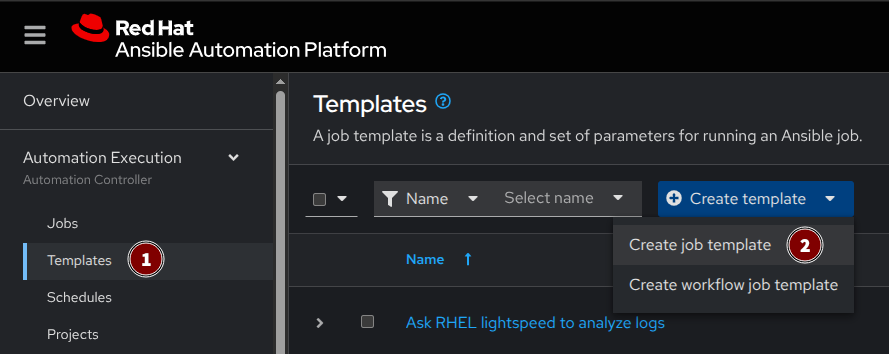 Red Hat
Ansible Automation Platform
Overview
Automation Execution
Automation Controller
Jobs
Templates 1
Schedules
Projects
Templates
A job template is a definition and set of parameters for running an Ansible job.
Name Select name Create template
Create job template 2
Create workflow job template
Name
Ask RHEL lightspeed to analyze logs